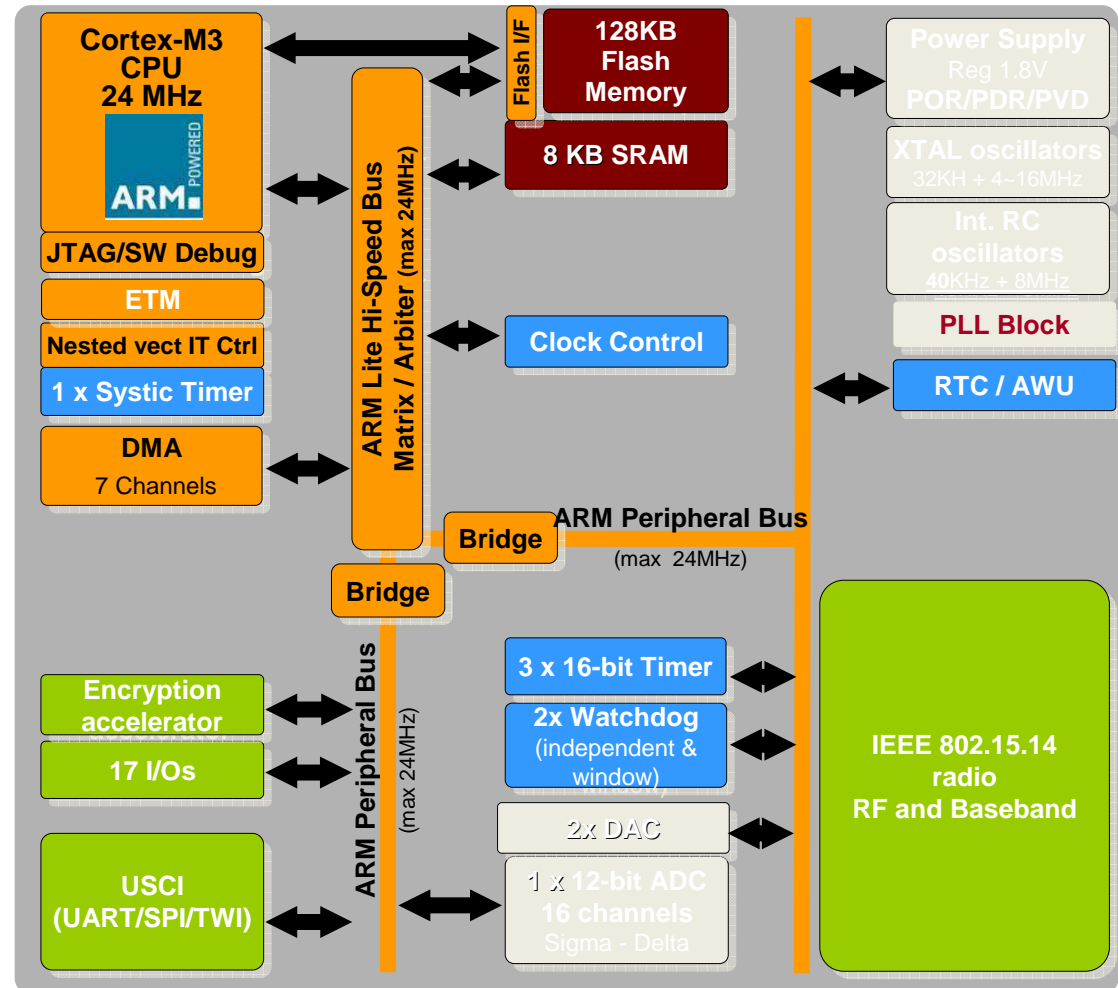 Cortex-M3
CPU
24 MHz
ARM POWERED
JTAG/SW Debug
ETM
Nested vect IT Ctrl
1 x Systic Timer
DMA
7 Channels
ARM Lite Hi-Speed Bus
Matrix / Arbiter (max 24MHz)
Flash I/F
128KB
Flash
Memory
8 KB SRAM
Clock Control
Power Supply
Reg 1.8V
POR/PDR/PVD
XTAL oscillators
32KH + 4~16MHz
Int. RC
oscillators
40KHz + 8MHz
PLL Block
RTC / AWU
Bridge
ARM Peripheral Bus
(max 24MHz)
Bridge
ARM Peripheral Bus
(max 24MHz)
Encryption
accelerator
17 I/Os
USCI
(UART/SPI/TWI)
3 x 16-bit Timer
2x Watchdog
(independent &
window)
2x DAC
1 x 12-bit ADC
16 channels
Sigma - Delta
IEEE 802.15.14
radio
RF and Baseband